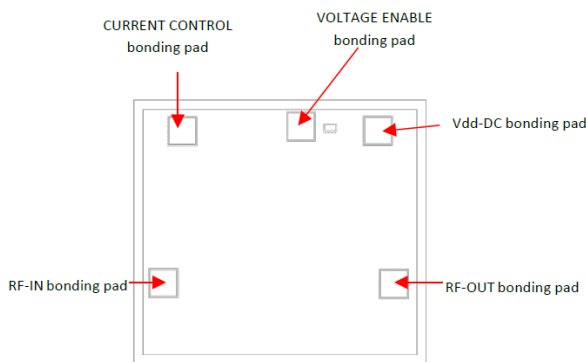 CURRENT CONTROL
bonding pad
VOLTAGE ENABLE
bonding pad
Vdd-DC bonding pad
RF-IN bonding pad
RF-OUT bonding pad